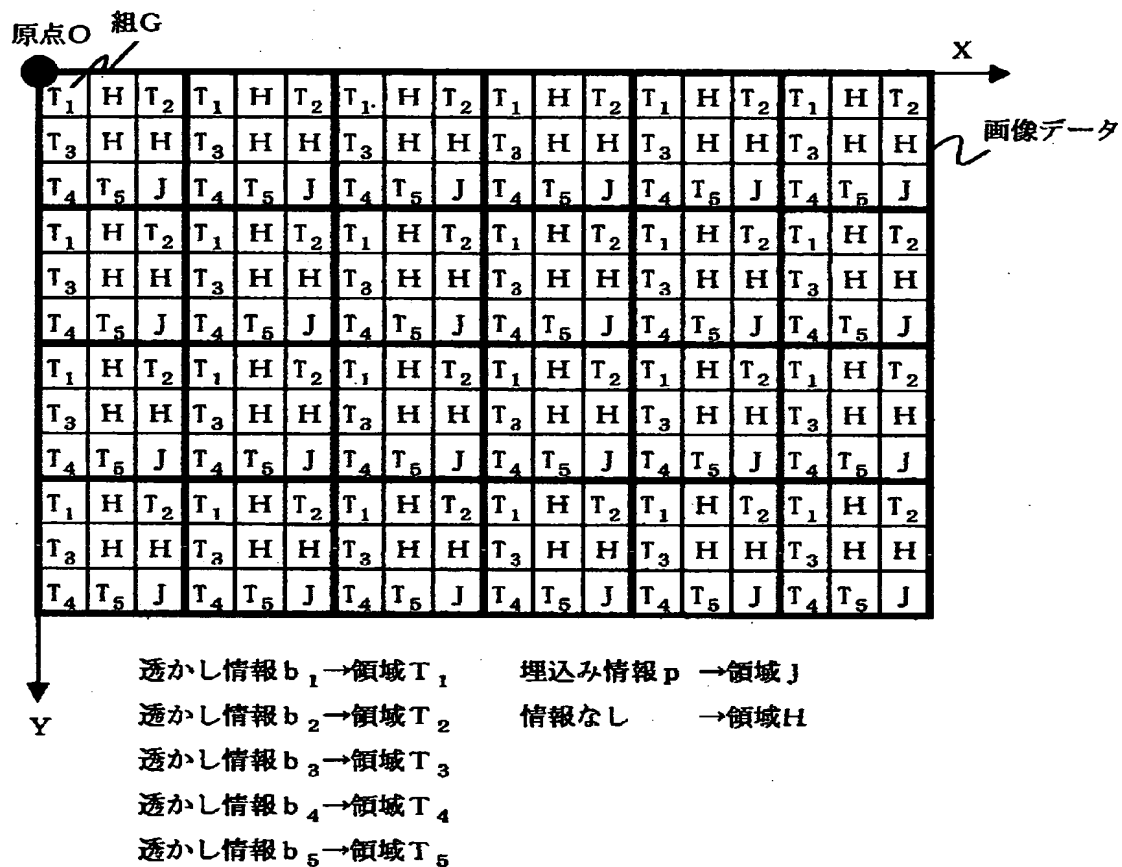 原点O 組G X
T₁ H T₂ T₁ H T₂ T₁. H T₂ T₁ H T₂ T₁ H T₂ T₁ H T₂
T₃ H H T₃ H H T₃ H H T₃ H H T₃ H H T₃ H H 画像データ
T₄ T₅ J T₄ T₅ J T₄ T₅ J T₄ T₅ J T₄ T₅ J T₄ T₅ J
T₁ H T₂ T₁ H T₂ T₁ H T₂ T₁ H T₂ T₁ H T₂ T₁ H T₂
T₃ H H T₃ H H T₃ H H T₃ H H T₃ H H T₃ H H
T₄ T₅ J T₄ T₅ J T₄ T₅ J T₄ T₅ J T₄ T₅ J T₄ T₅ J
T₁ H T₂ T₁ H T₂ T₁ H T₂ T₁ H T₂ T₁ H T₂ T₁ H T₂
T₃ H H T₃ H H T₃ H H T₃ H H T₃ H H T₃ H H
T₄ T₅ J T₄ T₅ J T₄ T₅ J T₄ T₅ J T₄ T₅ J T₄ T₅ J
T₁ H T₂ T₁ H T₂ T₁ H T₂ T₁ H T₂ T₁ H T₂ T₁ H T₂
T₃ H H T₃ H H T₃ H H T₃ H H T₃ H H T₃ H H
T₄ T₅ J T₄ T₅ J T₄ T₅ J T₄ T₅ J T₄ T₅ J T₄ T₅ J
Y
透かし情報b₁→領域T₁ 埋込み情報p →領域J
透かし情報b₂→領域T₂ 情報なし →領域H
透かし情報b₃→領域T₃
透かし情報b₄→領域T₄
透かし情報b₅→領域T₅